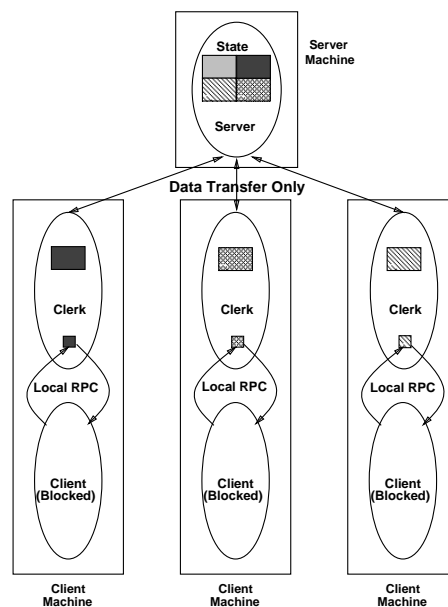 State
Server
Server
Machine
Data Transfer Only
Clerk
Local RPC
Client
(Blocked)
Client
Machine
Clerk
Local RPC
Client
(Blocked)
Client
Machine
Clerk
Local RPC
Client
(Blocked)
Client
Machine